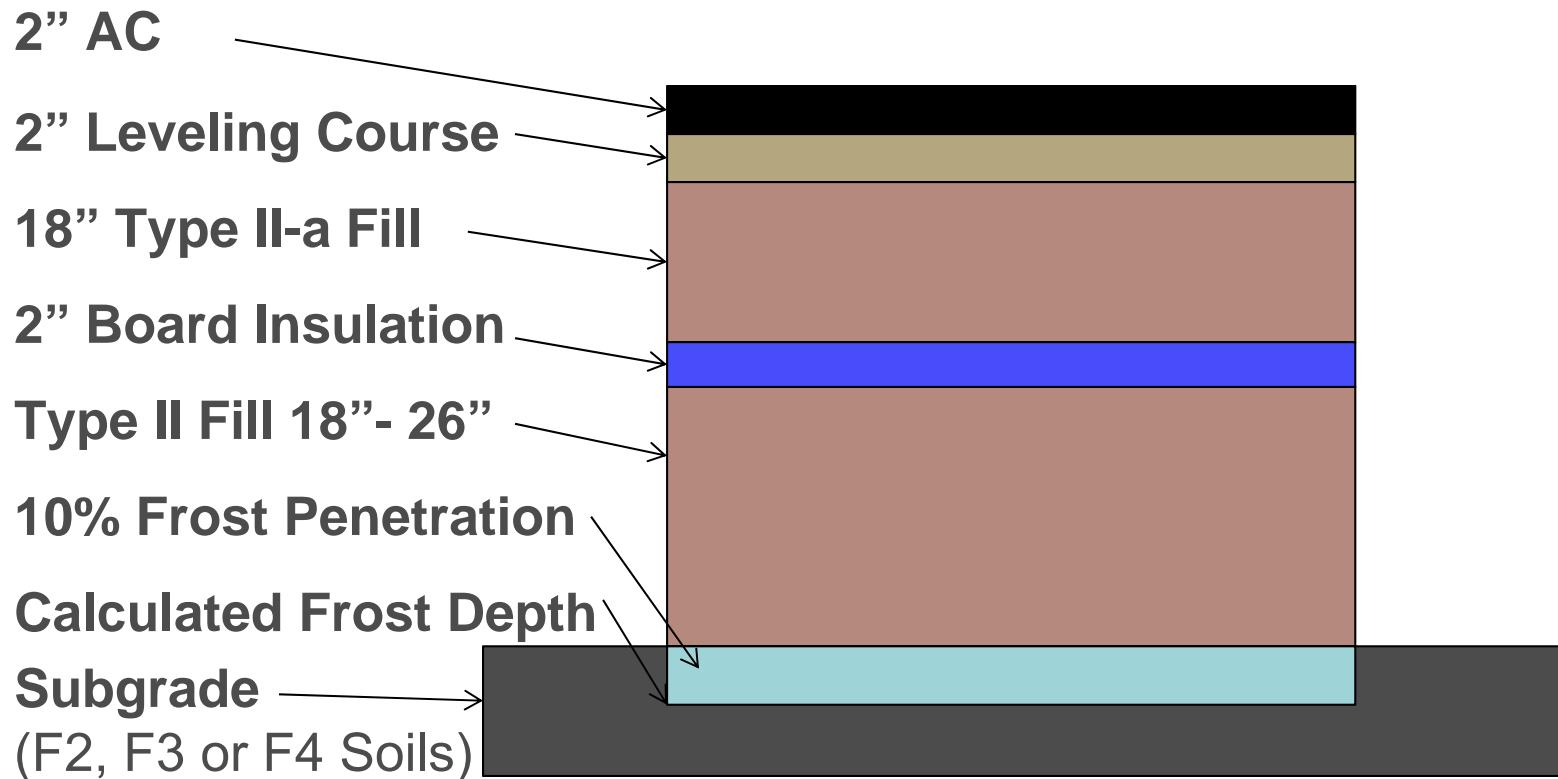 2” AC
2” Leveling Course
18” Type II-a Fill
2” Board Insulation
Type II Fill 18”- 26”
10% Frost Penetration
Calculated Frost Depth
Subgrade
(F2, F3 or F4 Soils)